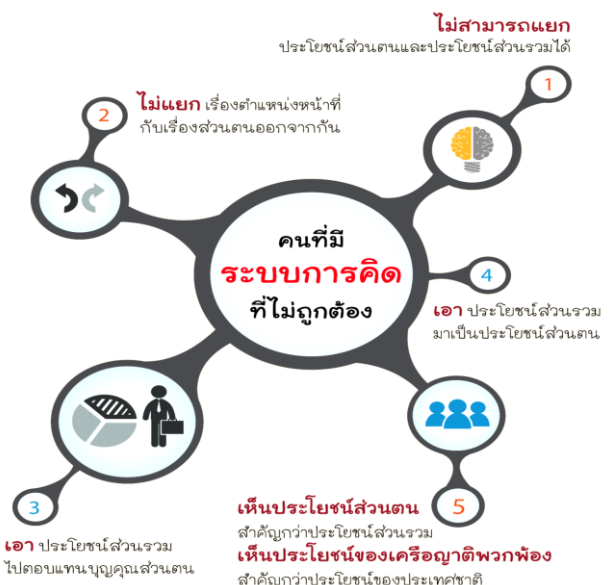 ไม่สามารถแยก
ประโยชน์ส่วนตนและประโยชน์ส่วนรวมได้
1
2
ไม่แยก เรื่องตำแหน่งหน้าที่
กับเรื่องส่วนตนออกจากกัน
คนที่มี
ระบบการคิด
ที่ไม่ถูกต้อง
4
เอา ประโยชน์ส่วนรวม
มาเป็นประโยชน์ส่วนตน
3
เอา ประโยชน์ส่วนรวม
ไปตอบแทนบุญคุณส่วนตน
5
เห็นประโยชน์ส่วนตน
สำคัญกว่าประโยชน์ส่วนรวม
เห็นประโยชน์ของเครือญาติพวกพ้อง
สำคัญกว่าประโยชน์ของประเทศชาติ